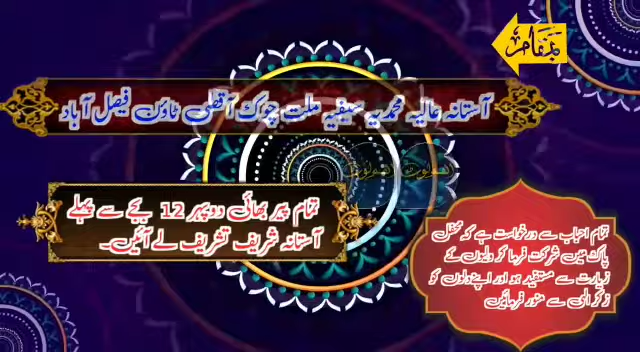 بمقام
آستانہ عالیہ محمدیہ سیفیہ ملت چوک اقصیٰ ٹاؤن فیصل آباد
تمام پیر بھائی دوپہر 12 بجے سے پہلے
آستانہ شریف تشریف لے آئیں۔
تمام احباب سے درخواست ہے کہ محفل
پاک میں شرکت فرما کر ولیوں کے
زیارت سے مستفید ہو اور اپنے دلوں کو
ذکر الٰہی سے منور فرمائیں